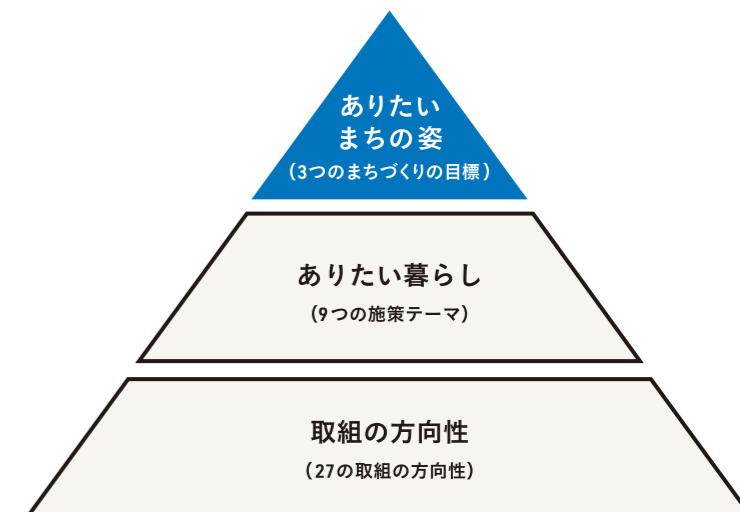 ありたい
まちの姿
(3つのまちづくりの目標)
ありたい暮らし
(9つの施策テーマ)
取組の方向性
(27の取組の方向性)